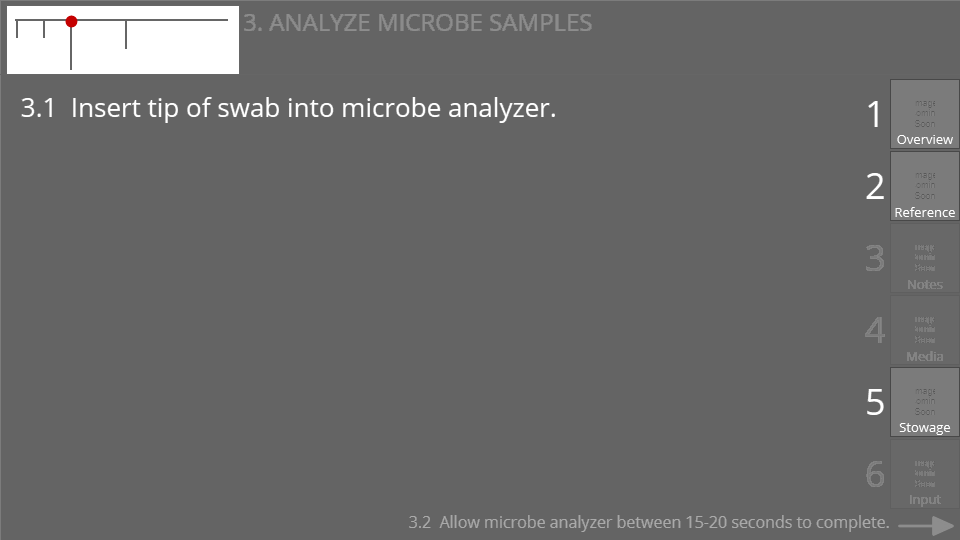 3. ANALYZE MICROBE SAMPLES
3.1 Insert tip of swab into microbe analyzer.
1
Overview
2
Reference
3
Notes
4
Media
5
Stowage
6
Input
3.2 Allow microbe analyzer between 15-20 seconds to complete.